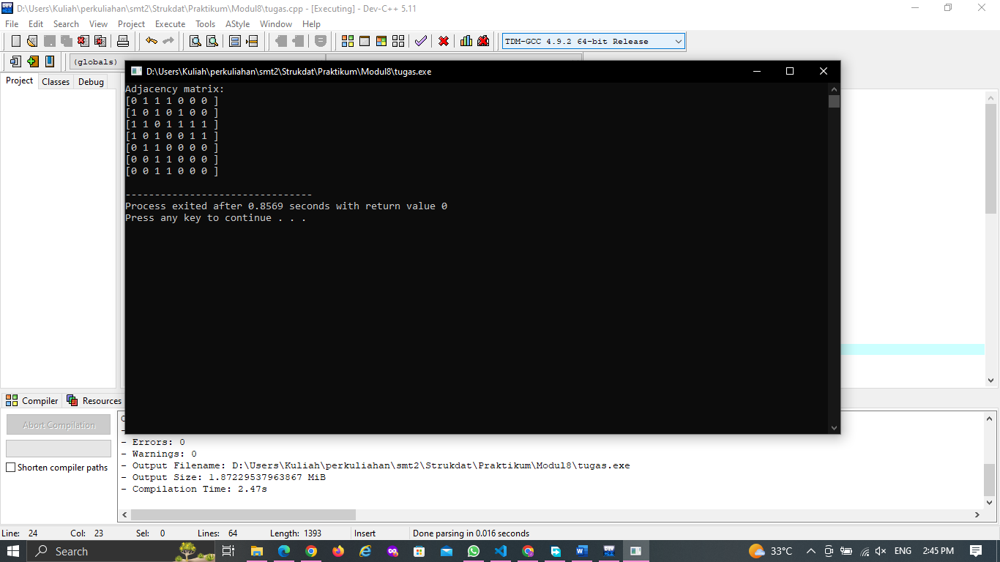 D:\Users\Kuliah\perkuliahan\smt2\Strukdat\Praktikum\Modul8\tugas.cpp - [Executing] - Dev-C++ 5.11
File Edit Search View Project Execute Tools AStyle Window Help
TDM-GCC 4.9.2 64-bit Release
(globals)
Project Classes Debug
D:\Users\Kuliah\perkuliahan\smt2\Strukdat\Praktikum\Modul8\tugas.exe
Adjacency matrix:
[0 1 1 1 0 0 0 ]
[1 0 1 0 1 0 0 ]
[1 1 0 1 1 1 1 ]
[1 0 1 0 0 1 1 ]
[0 1 1 0 0 0 0 ]
[0 0 1 1 0 0 0 ]
[0 0 1 1 0 0 0 ]
--------------------------------
Process exited after 0.8569 seconds with return value 0
Press any key to continue . . .
Compiler Resources
Abort Compilation
Shorten compiler paths
- Errors: 0
- Warnings: 0
- Output Filename: D:\Users\Kuliah\perkuliahan\smt2\Strukdat\Praktikum\Modul8\tugas.exe
- Output Size: 1.87229537963867 MiB
- Compilation Time: 2.47s
Line: 24 Col: 23 Sel: 0 Lines: 64 Length: 1393 Insert Done parsing in 0.016 seconds
Search 33°C ENG 2:45 PM